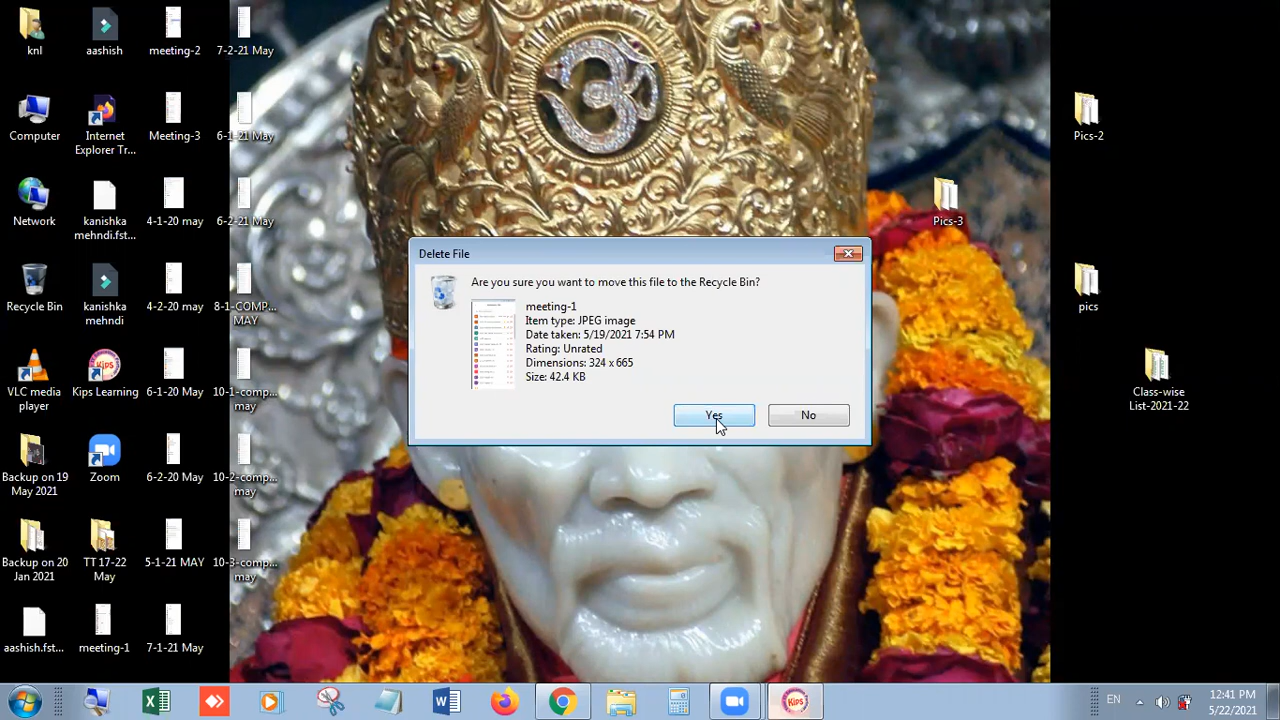 knl
aashish
meeting-2
7-2-21 May
Computer
Internet
Explorer Tr...
Meeting-3
6-1-21 May
Pics-2
Network
kanishka
mehndi.fst...
4-1-20 may
6-2-21 May
Pics-3
Recycle Bin
kanishka
mehndi
4-2-20 may
8-1-COMP...
MAY
pics
VLC media
player
Kips Learning
6-1-20 may
10-1-comp...
may
Class-wise
List-2021-22
Backup on 19
May 2021
Zoom
6-2-20 May
10-2-comp...
may
Backup on 20
Jan 2021
TT 17-22
May
5-1-21 MAY
10-3-comp...
may
aashish.fst...
meeting-1
7-1-21 May
Delete File
Are you sure you want to move this file to the Recycle Bin?
meeting-1
Item type: JPEG image
Date taken: 5/19/2021 7:54 PM
Rating: Unrated
Dimensions: 324 x 665
Size: 42.4 KB
Yes
No
ॐ
Kips
EN
12:41 PM
5/22/2021